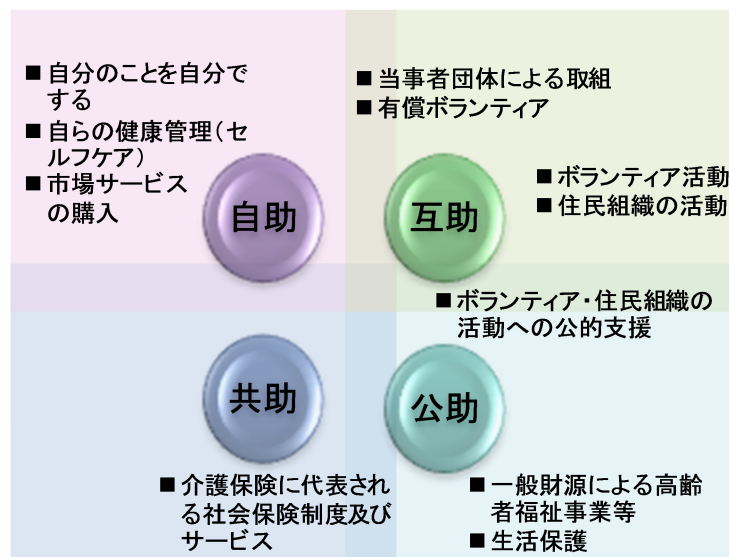 ■ 自分のことを自分で
する
■ 自らの健康管理（セ
ルフケア）
■ 市場サービス
の購入
自助
■ 当事者団体による取組
■ 有償ボランティア
■ ボランティア活動
■ 住民組織の活動
互助
■ ボランティア・住民組織の
活動への公的支援
共助
■ 介護保険に代表され
る社会保険制度及び
サービス
公助
■ 一般財源による高齢
者福祉事業等
■ 生活保護